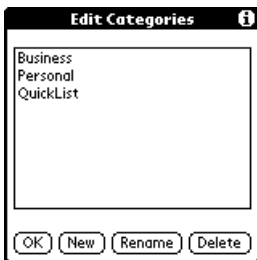 Edit Categories i
Business
Personal
QuickList
OK New Rename Delete